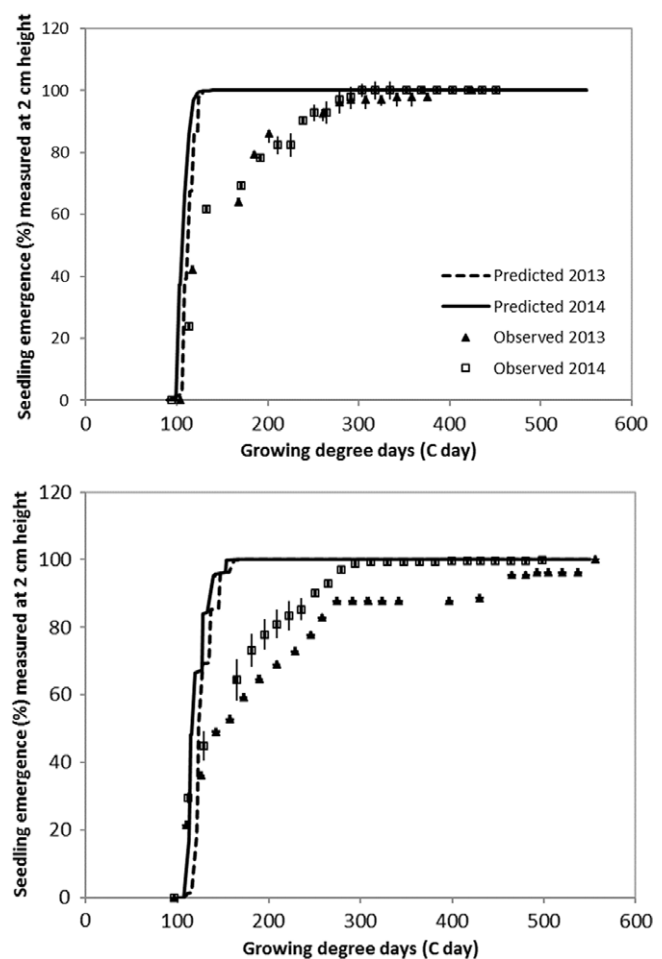 120
100
80
60
40
20
0
Seedling emergence (%) measured at 2 cm height
Predicted 2013
Predicted 2014
Observed 2013
Observed 2014
0 100 200 300 400 500 600
Growing degree days (C day)
120
100
80
60
40
20
0
Seedling emergence (%) measured at 2 cm height
0 100 200 300 400 500 600
Growing degree days (C day)